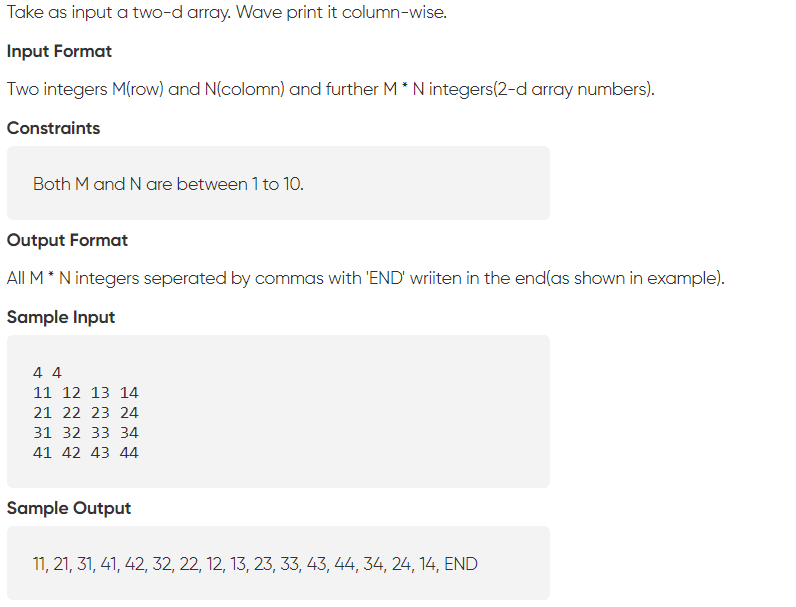 Take as input a two-d array. Wave print it column-wise.
Input Format
Two integers M(row) and N(colomn) and further M * N integers(2-d array numbers).
Constraints
Both M and N are between 1 to 10.
Output Format
All M * N integers seperated by commas with 'END' wriiten in the end(as shown in example).
Sample Input
4 4
11 12 13 14
21 22 23 24
31 32 33 34
41 42 43 44
Sample Output
11, 21, 31, 41, 42, 32, 22, 12, 13, 23, 33, 43, 44, 34, 24, 14, END